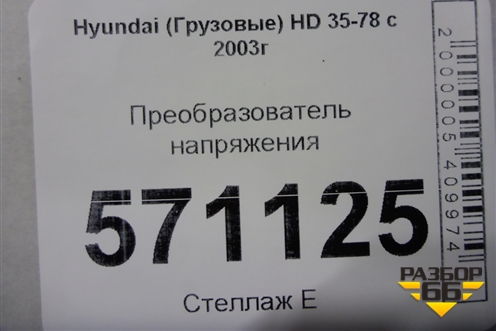 Hyundai (Грузовые) HD 35-78 с
2003г
Преобразователь
напряжения
571125
Стеллаж Е
2000005409974
РАЗБОР
66